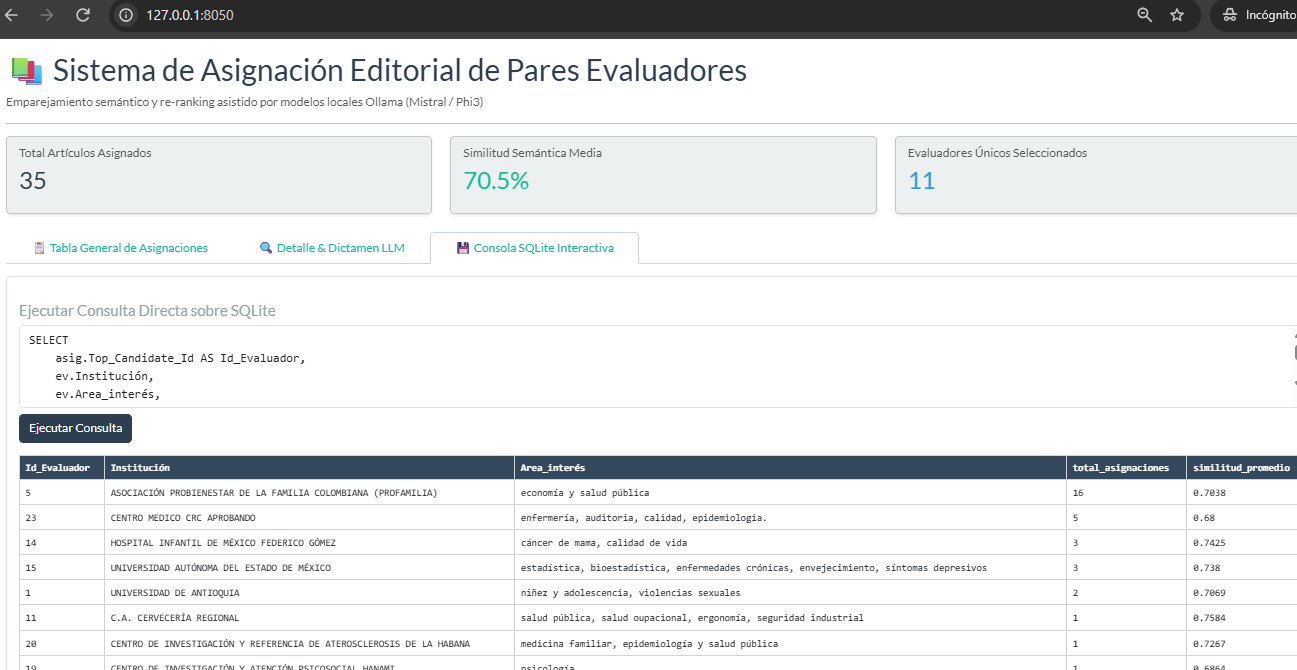 127.0.0.1:8050
Incógnito
Sistema de Asignación Editorial de Pares Evaluadores
Emparejamiento semántico y re-ranking asistido por modelos locales Ollama (Mistral / Phi3)
Total Artículos Asignados
35
Similitud Semántica Media
70.5%
Evaluadores Únicos Seleccionados
11
Tabla General de Asignaciones
Detalle & Dictamen LLM
Consola SQLite Interactiva
Ejecutar Consulta Directa sobre SQLite
SELECT
asig.Top_Candidate_Id AS Id_Evaluador,
ev.Institución,
ev.Area_interés,
Ejecutar Consulta
Id_Evaluador Institución Area_interés total_asignaciones similitud_promedio
5 ASOCIACIÓN PROBIENESTAR DE LA FAMILIA COLOMBIANA (PROFAMILIA) economía y salud pública 16 0.7038
23 CENTRO MEDICO CRC APROBANDO enfermería, auditoria, calidad, epidemiologia. 5 0.68
14 HOSPITAL INFANTIL DE MÉXICO FEDERICO GÓMEZ cáncer de mama, calidad de vida 3 0.7425
15 UNIVERSIDAD AUTÓNOMA DEL ESTADO DE MÉXICO estadística, bioestadística, enfermedades crónicas, envejecimiento, síntomas depresivos 3 0.738
1 UNIVERSIDAD DE ANTIOQUIA niñez y adolescencia, violencias sexuales 2 0.7069
11 C.A. CERVECERÍA REGIONAL salud pública, salud oupacional, ergonomía, seguridad industrial 1 0.7584
20 CENTRO DE INVESTIGACIÓN Y REFERENCIA DE ATEROSCLEROSIS DE LA HABANA medicina familiar, epidemiología y salud pública 1 0.7267
19 CENTRO DE INVESTIGACIÓN Y ATENCIÓN PSICOSOCIAL HANAMI psicología 1 0.6864